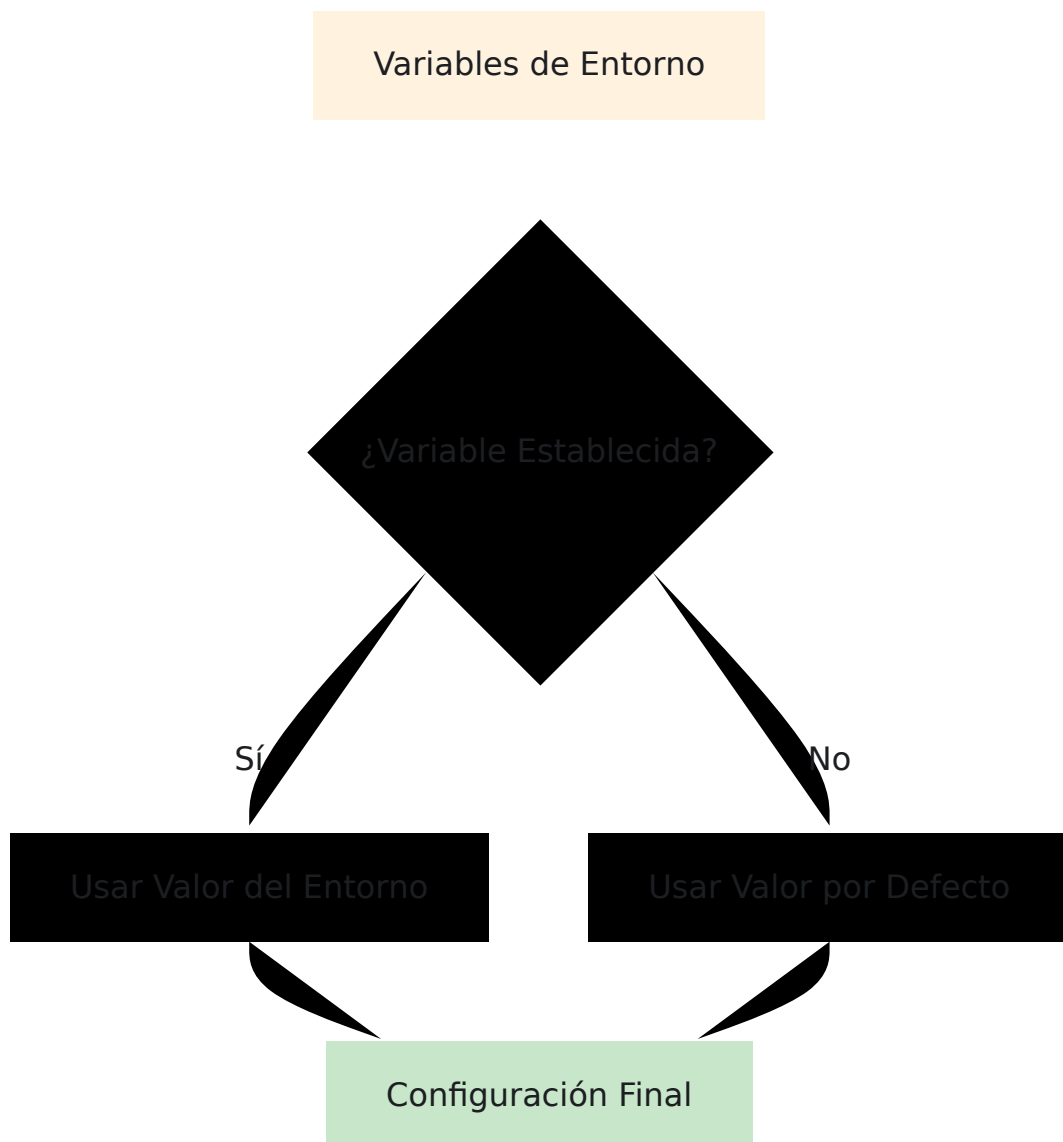 Variables de Entorno
¿Variable Establecida?
Sí
No
Usar Valor del Entorno
Usar Valor por Defecto
Configuración Final